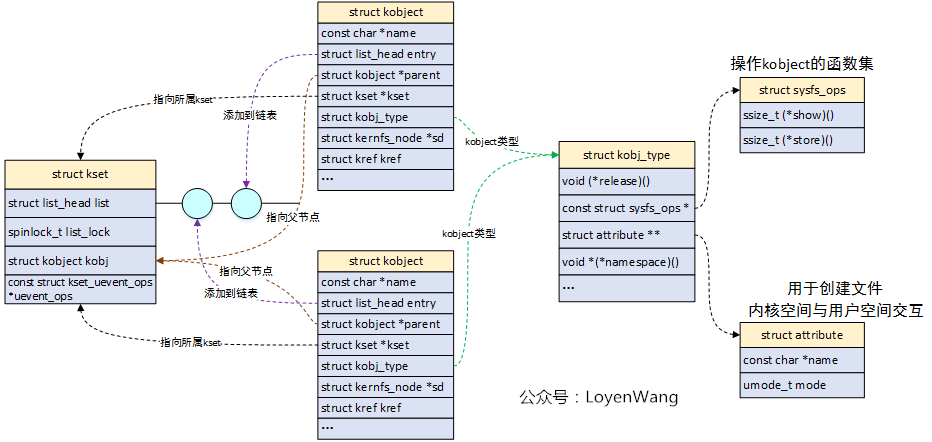 struct kobject
const char *name
struct list_head entry
struct kobject *parent
struct kset *kset
struct kobj_type
struct kernfs_node *sd
struct kref kref
...
指向所属kset
添加到链表
kobject类型
操作kobject的函数集
struct sysfs_ops
ssize_t (*show)()
ssize_t (*store)()
struct kset
struct list_head list
spinlock_t list_lock
struct kobject kobj
const struct kset_uevent_ops
*uevent_ops
指向父节点
指向父节点
添加到链表
指向所属kset
struct kobject
const char *name
struct list_head entry
struct kobject *parent
struct kset *kset
struct kobj_type
struct kernfs_node *sd
struct kref kref
...
kobject类型
struct kobj_type
void (*release)()
const struct sysfs_ops *
struct attribute **
void *(*namespace)()
...
用于创建文件
内核空间与用户空间交互
struct attribute
const char *name
umode_t mode
公众号：LoyenWang